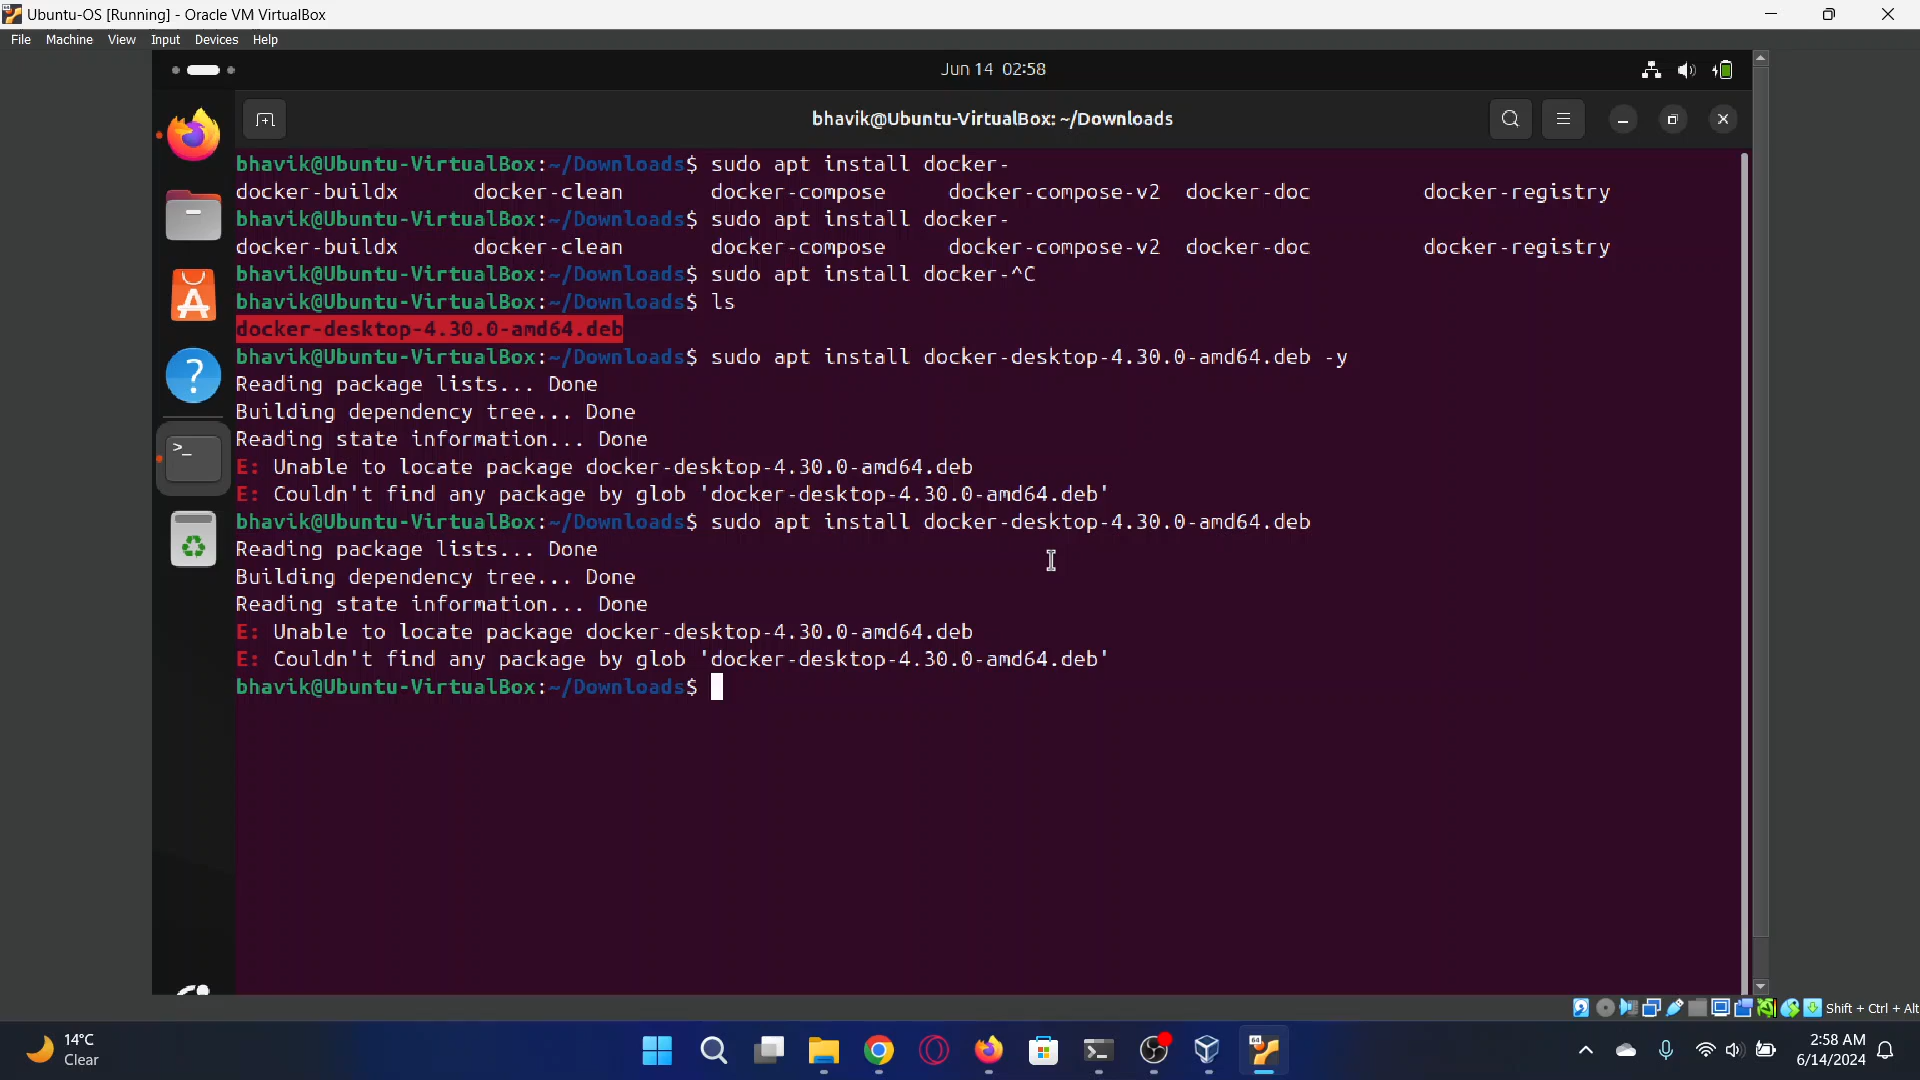 Ubuntu-OS [Running] - Oracle VM VirtualBox
File Machine View Input Devices Help
Jun 14 02:58
bhavik@Ubuntu-VirtualBox: ~/Downloads
bhavik@Ubuntu-VirtualBox:~/Downloads$ sudo apt install docker-
docker-buildx docker-clean docker-compose docker-compose-v2 docker-doc docker-registry
bhavik@Ubuntu-VirtualBox:~/Downloads$ sudo apt install docker-
docker-buildx docker-clean docker-compose docker-compose-v2 docker-doc docker-registry
bhavik@Ubuntu-VirtualBox:~/Downloads$ sudo apt install docker-^C
bhavik@Ubuntu-VirtualBox:~/Downloads$ ls
docker-desktop-4.30.0-amd64.deb
bhavik@Ubuntu-VirtualBox:~/Downloads$ sudo apt install docker-desktop-4.30.0-amd64.deb -y
Reading package lists... Done
Building dependency tree... Done
Reading state information... Done
E: Unable to locate package docker-desktop-4.30.0-amd64.deb
E: Couldn't find any package by glob 'docker-desktop-4.30.0-amd64.deb'
bhavik@Ubuntu-VirtualBox:~/Downloads$ sudo apt install docker-desktop-4.30.0-amd64.deb
Reading package lists... Done
Building dependency tree... Done
Reading state information... Done
E: Unable to locate package docker-desktop-4.30.0-amd64.deb
E: Couldn't find any package by glob 'docker-desktop-4.30.0-amd64.deb'
bhavik@Ubuntu-VirtualBox:~/Downloads$
Shift + Ctrl + Alt
14°C
Clear
64
2:58 AM
6/14/2024